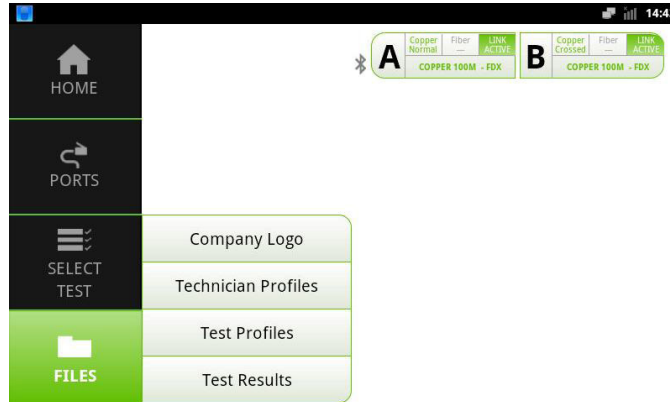 14:4
HOME
PORTS
SELECT
TEST
FILES
Company Logo
Technician Profiles
Test Profiles
Test Results
A
Copper
Normal
Fiber
—
LINK
ACTIVE
COPPER 100M - FDX
B
Copper
Crossed
Fiber
—
LINK
ACTIVE
COPPER 100M - FDX